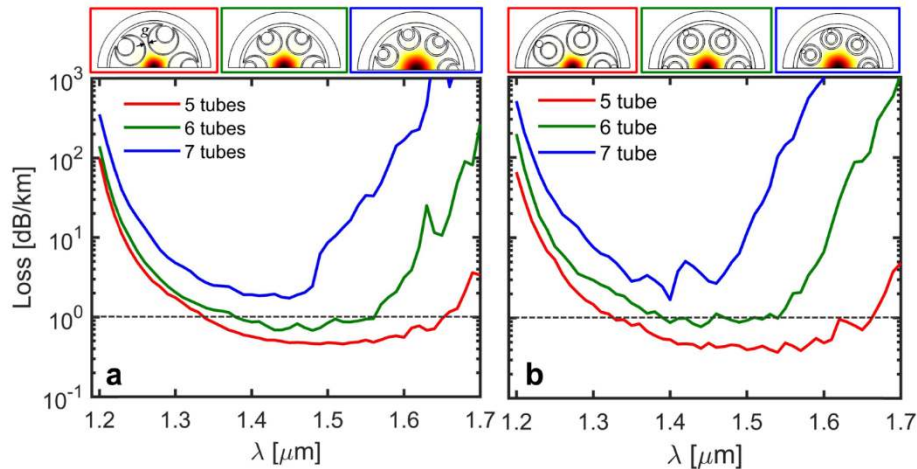 g
10³
10²
10¹
10⁰
10⁻¹
Loss [dB/km]
5 tubes
6 tubes
7 tubes
a
1.2 1.3 1.4 1.5 1.6 1.7
λ [μm]
5 tube
6 tube
7 tube
b
1.2 1.3 1.4 1.5 1.6 1.7
λ [μm]